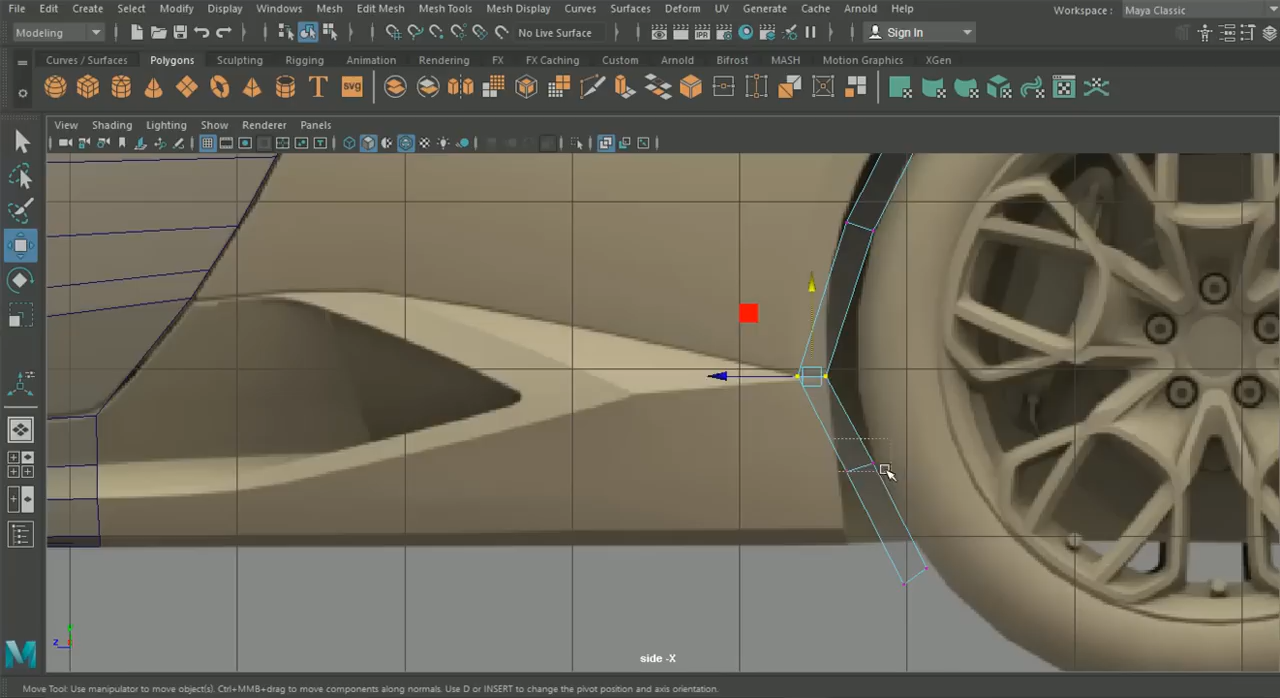 File Edit Create Select Modify Display Windows Mesh Edit Mesh Mesh Tools Mesh Display Curves Surfaces Deform UV Generate Cache Arnold Help Workspace : Maya Classic
Modeling No Live Surface Sign In
Curves / Surfaces Polygons Sculpting Rigging Animation Rendering FX FX Caching Custom Arnold Bifrost MASH Motion Graphics XGen
T SVG
View Shading Lighting Show Renderer Panels
z
side -X
M
Move Tool: Use manipulator to move object(s). Ctrl+MMB+drag to move components along normals. Use D or INSERT to change the pivot position and axis orientation.